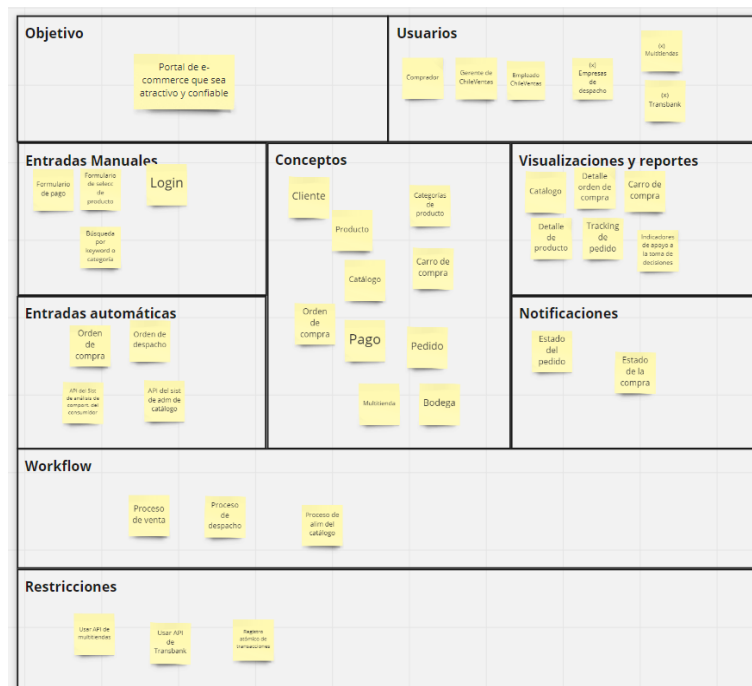 Objetivo
Portal de e-
commerce que sea
atractivo y confiable
Usuarios
Comprador
Gerente de
ChileVentas
Empleado
ChileVentas
(x)
Empresas
de
despacho
(x)
Multitiendas
(x)
Transbank
Entradas Manuales
Formulario
de pago
Formulario
de selecc
de
producto
Login
Búsqueda
por
keyword o
categoría
Conceptos
Cliente
Producto
Categorías
de
producto
Catálogo
Carro de
compra
Orden
de
compra
Pago
Pedido
Multitienda
Bodega
Visualizaciones y reportes
Catálogo
Detalle
orden de
compra
Carro de
compra
Detalle
de
producto
Tracking
de
pedido
Indicadores
de apoyo a
la toma de
decisiones
Entradas automáticas
Orden
de
compra
Orden de
despacho
API del Sist
de análisis de
comport. del
consumidor
API del sist
de adm de
catálogo
Notificaciones
Estado
del
pedido
Estado
de la
compra
Workflow
Proceso
de venta
Proceso
de
despacho
Proceso de
alim del
catálogo
Restricciones
Usar API de
multitiendas
Usar API
de
Transbank
Registro
atómico de
transacciones